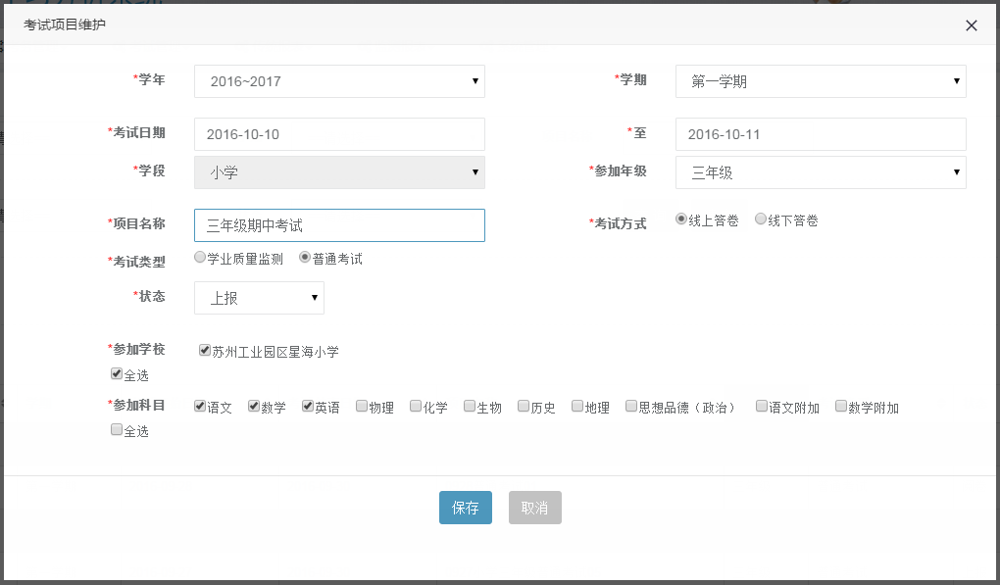 考试项目维护
*学年 2016~2017 *学期 第一学期
*考试日期 2016-10-10 *至 2016-10-11
*学段 小学 *参加年级 三年级
*项目名称 三年级期中考试 *考试方式 线上答卷 线下答卷
*考试类型 学业质量监测 普通考试
*状态 上报
*参加学校 苏州工业园区星海小学
全选
*参加科目 语文 数学 英语 物理 化学 生物 历史 地理 思想品德（政治） 语文附加 数学附加
全选
保存 取消